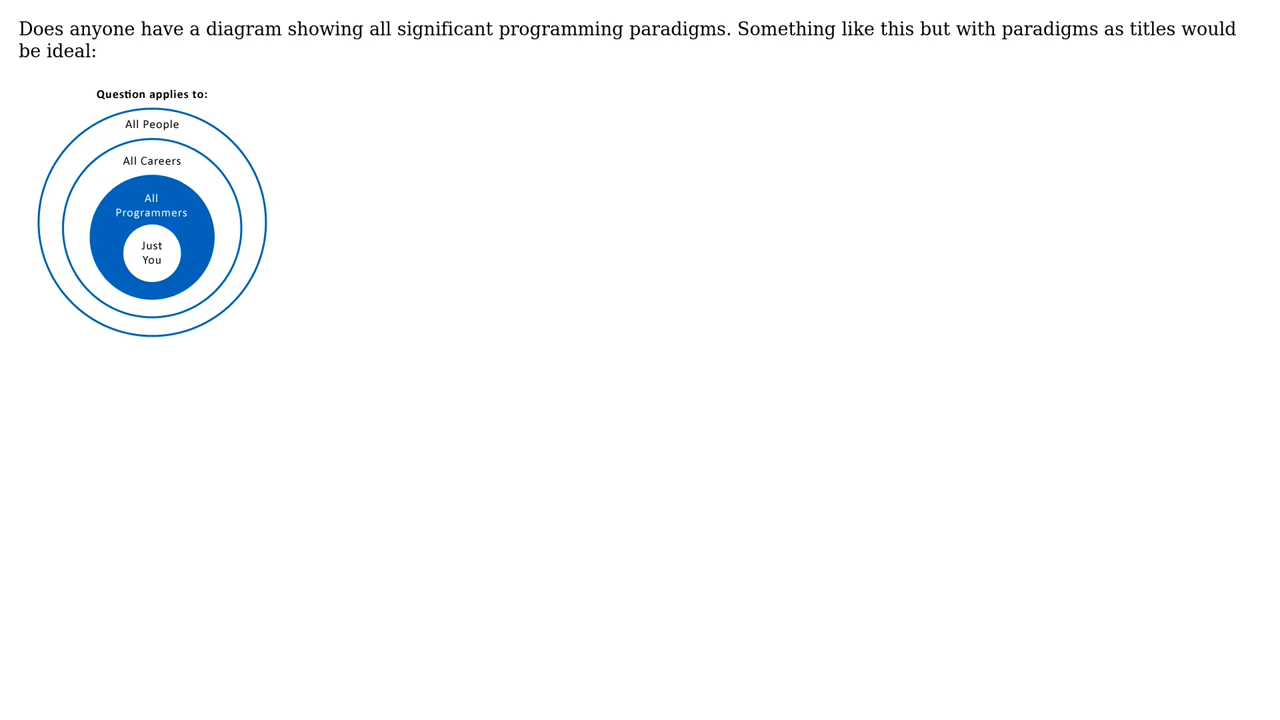 Does anyone have a diagram showing all significant programming paradigms. Something like this but with paradigms as titles would
be ideal:
Question applies to:
All People
All Careers
All
Programmers
Just
You